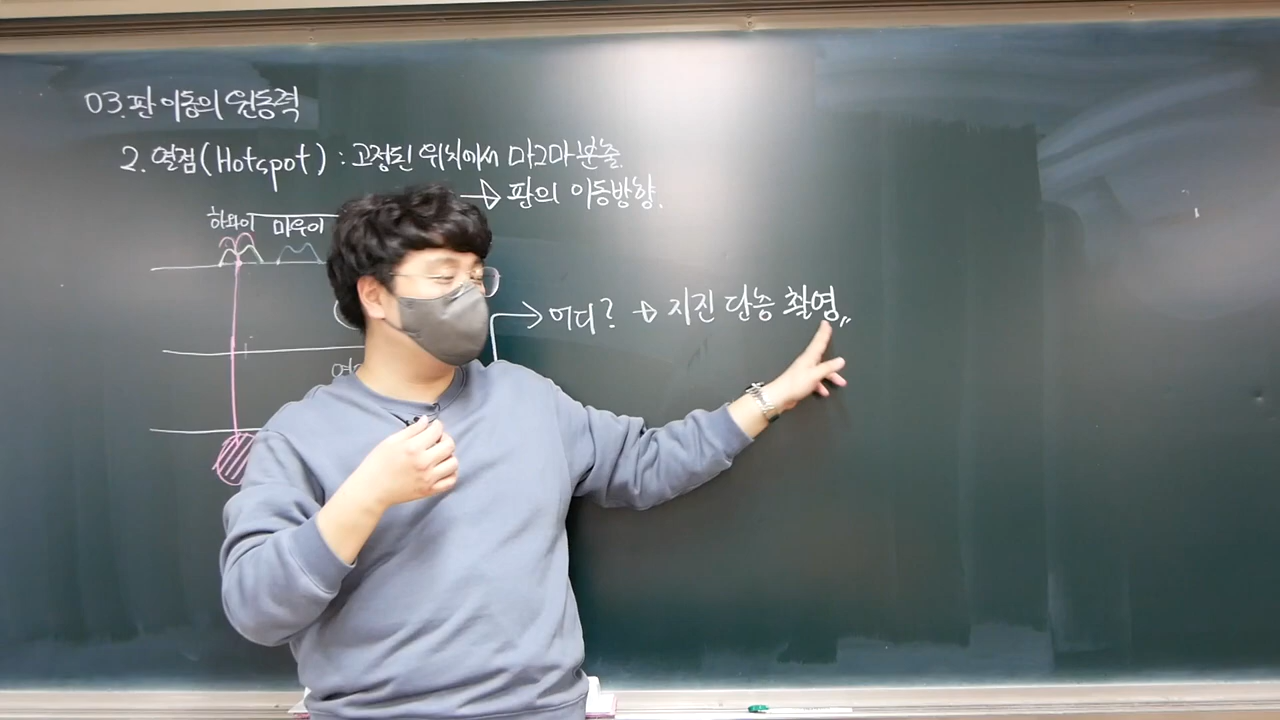 03. 판 이동의 원동력
2. 열점(Hotspot) : 고정된 위치에서 마그마 분출.
→ 판의 이동방향.
하와이 마우이
→ 어디? → 지진 단층 촬영〃